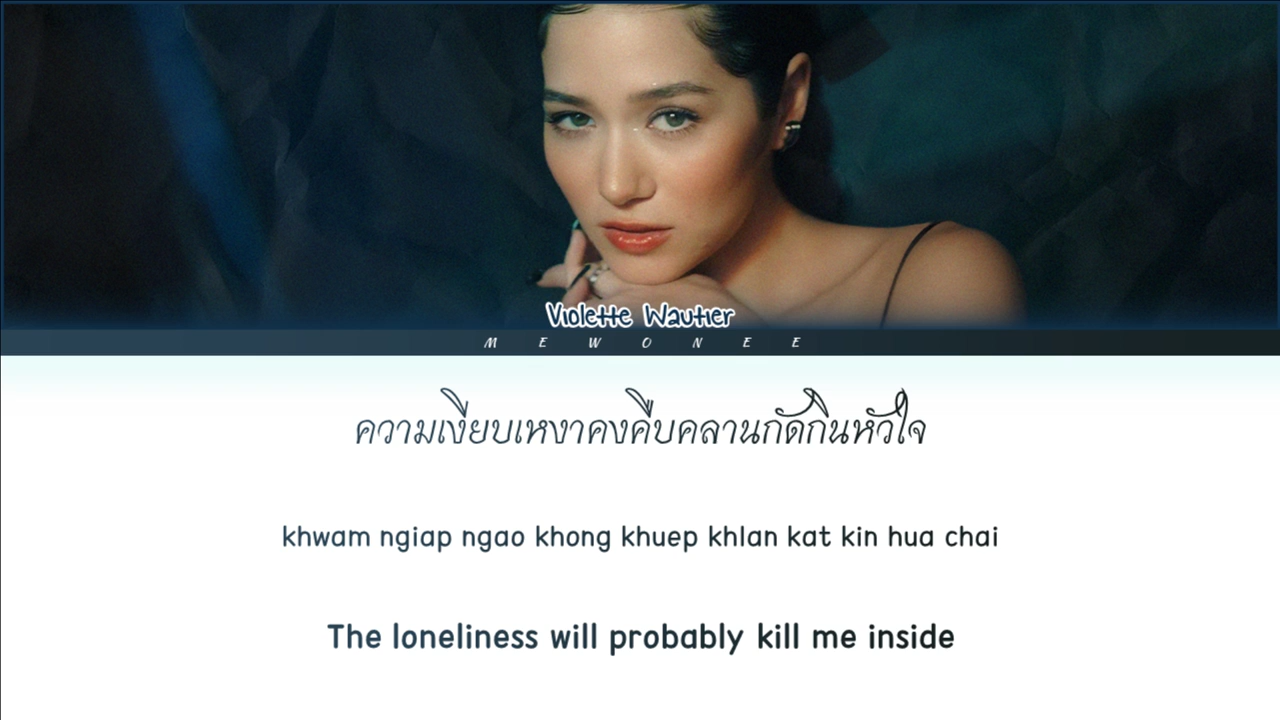 Violette Wautier
MEWONEE
ความเงียบเหงาคงคืบคลานกัดกินหัวใจ
khwam ngiap ngao khong khuep khlan kat kin hua chai
The loneliness will probably kill me inside